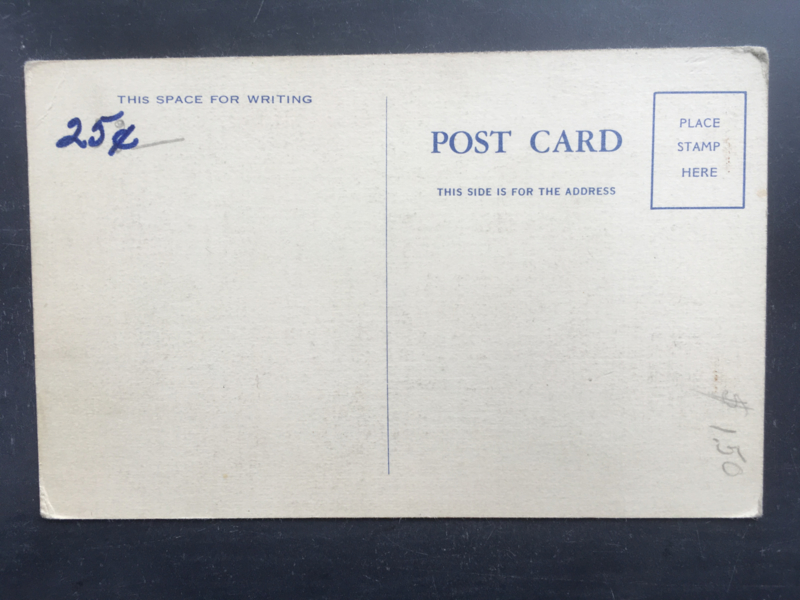 THIS SPACE FOR WRITING
25¢
POST CARD
THIS SIDE IS FOR THE ADDRESS
PLACE
STAMP
HERE
$1.50